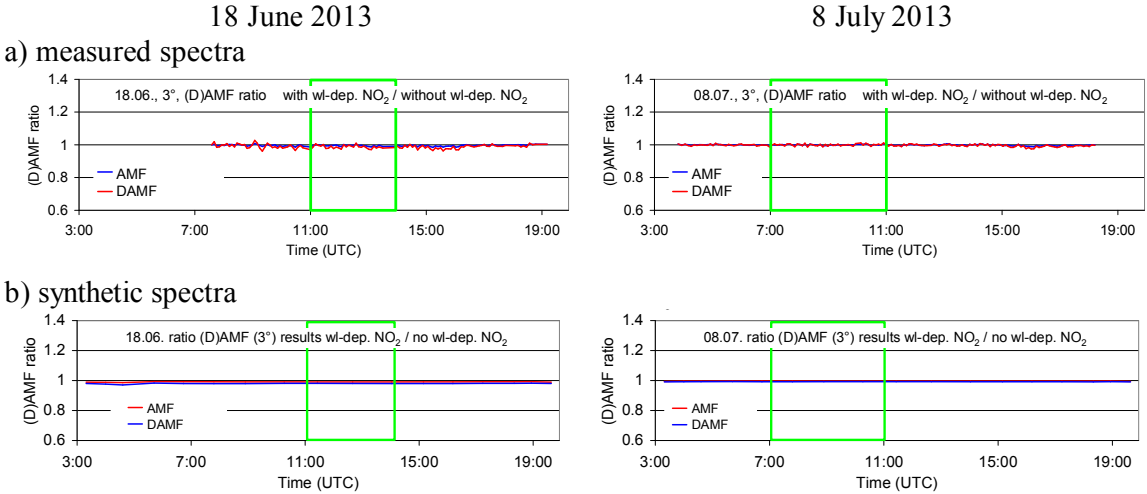 18 June 2013
8 July 2013
a) measured spectra
18.06., 3°, (D)AMF ratio with wl-dep. NO₂ / without wl-dep. NO₂
(D)AMF ratio
1.4
1.2
1
0.8
0.6
AMF
DAMF
3:00 7:00 11:00 15:00 19:00
Time (UTC)
08.07., 3°, (D)AMF ratio with wl-dep. NO₂ / without wl-dep. NO₂
(D)AMF ratio
1.4
1.2
1
0.8
0.6
AMF
DAMF
3:00 7:00 11:00 15:00 19:00
Time (UTC)
b) synthetic spectra
18.06. ratio (D)AMF (3°) results wl-dep. NO₂ / no wl-dep. NO₂
(D)AMF ratio
1.4
1.2
1
0.8
0.6
AMF
DAMF
3:00 7:00 11:00 15:00 19:00
Time (UTC)
08.07. ratio (D)AMF (3°) results wl-dep. NO₂ / no wl-dep. NO₂
(D)AMF ratio
1.4
1.2
1
0.8
0.6
AMF
DAMF
3:00 7:00 11:00 15:00 19:00
Time (UTC)